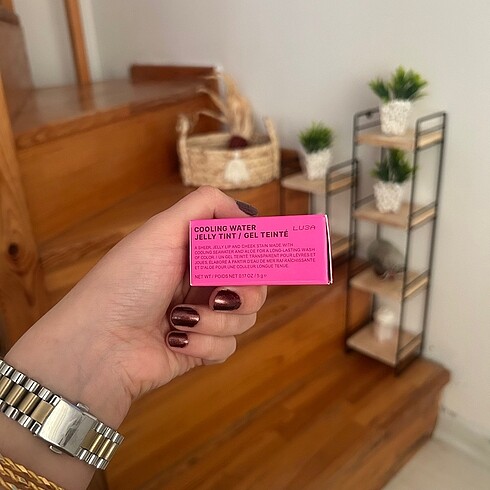 COOLING WATER
JELLY TINT / GEL TEINTÉ
A SHEER, JELLY LIP AND CHEEK STAIN MADE WITH
COOLING SEAWATER AND ALOE FOR A LONG-LASTING WASH
OF COLOR. / UN GEL TEINTÉ TRANSPARENT POUR LÈVRES ET
JOUES, ÉLABORÉ À PARTIR D'EAU DE MER RAFRAÎCHISSANTE
ET D'ALOE POUR UNE COULEUR LONGUE TENUE.
NET WT / POIDS NET 0.17 OZ / 5 g ℮